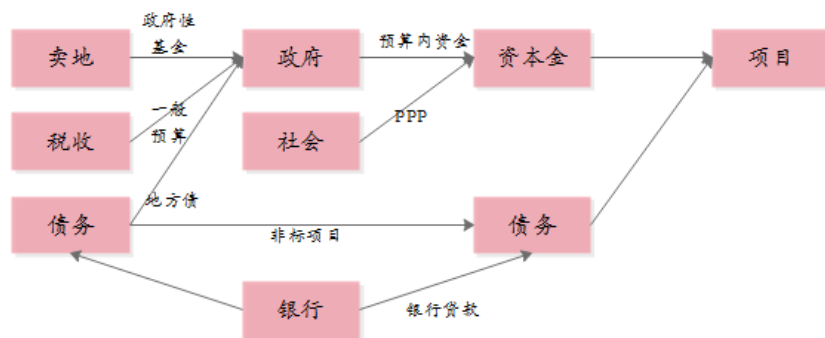 政府性
基金
卖地
政府
预算内资金
资本金
项目
一般
预算
税收
社会
PPP
地方债
债务
非标项目
债务
银行
银行贷款